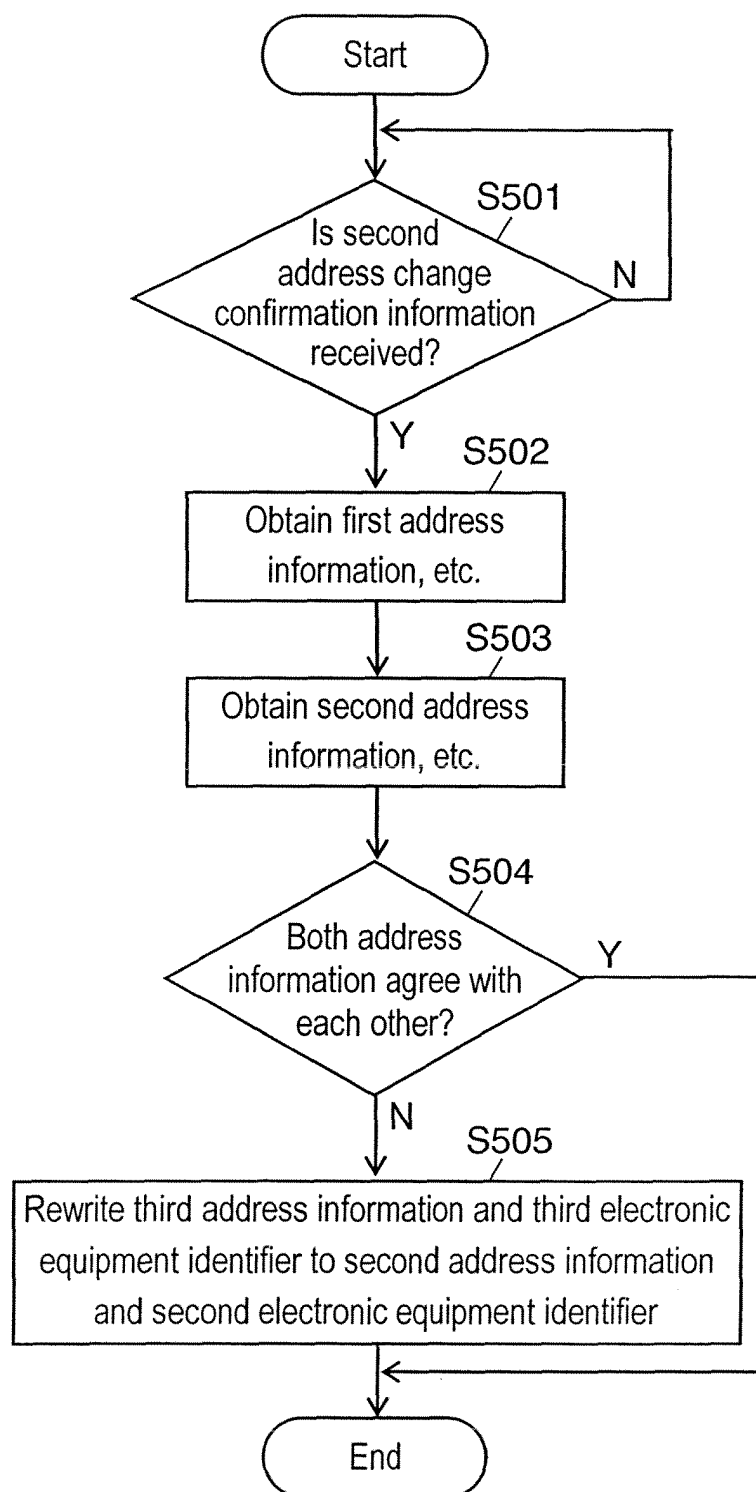 Start
S501
Is second
address change
confirmation information
received?
N
Y
S502
Obtain first address
information, etc.
S503
Obtain second address
information, etc.
S504
Both address
information agree with
each other?
Y
N
S505
Rewrite third address information and third electronic
equipment identifier to second address information
and second electronic equipment identifier
End